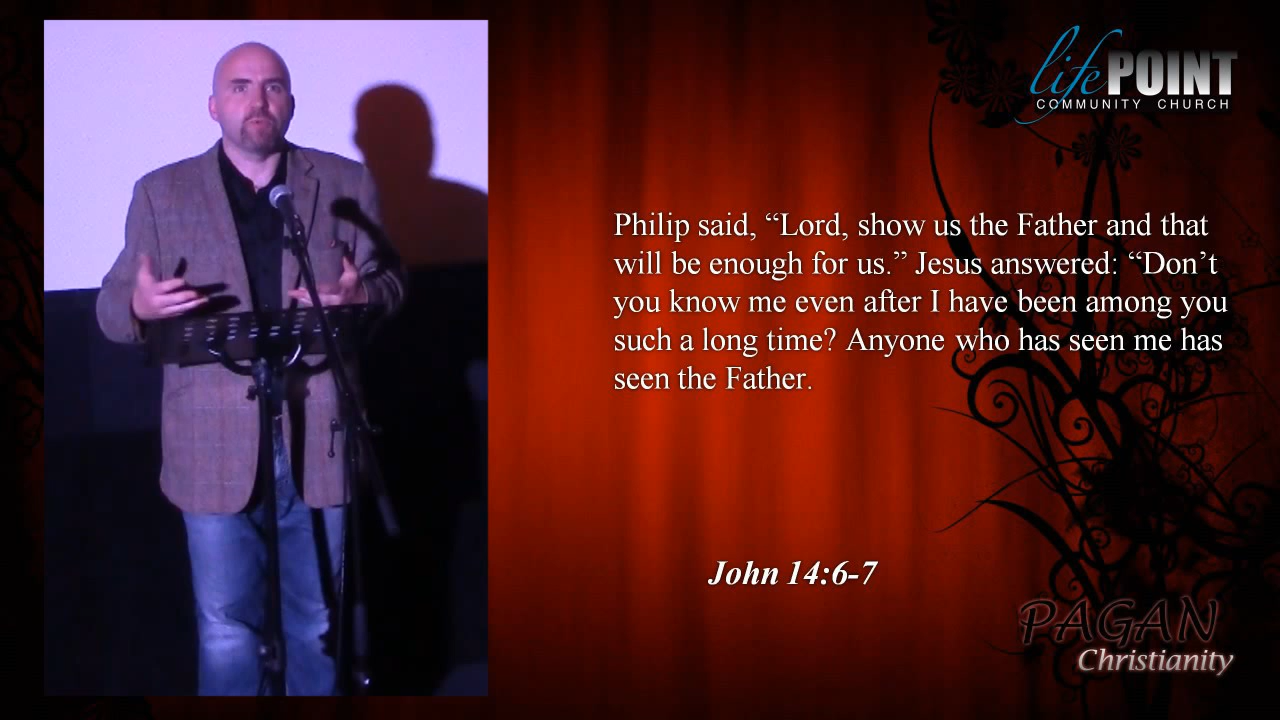 life POINT
COMMUNITY CHURCH
Philip said, “Lord, show us the Father and that
will be enough for us.” Jesus answered: “Don’t
you know me even after I have been among you
such a long time? Anyone who has seen me has
seen the Father.
John 14:6-7
PAGAN
Christianity